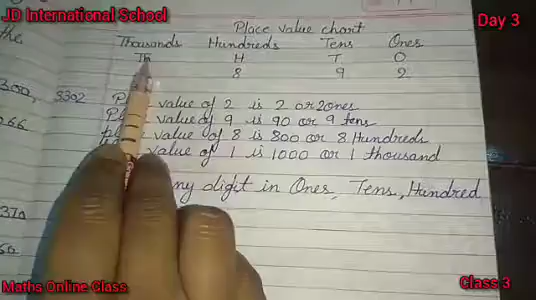 JD International School
Day 3
the
Place value chart
Thousands Hundreds Tens Ones
Th H T O
8 9 2
300, 3302
value of 2 is 2 or 2 ones
266
value of 9 is 90 or 9 tens
value of 8 is 800 or 8 Hundreds
value of 1 is 1000 or 1 thousand
ny digit in Ones, Tens, Hundred
370
Maths Online Class
Class 3